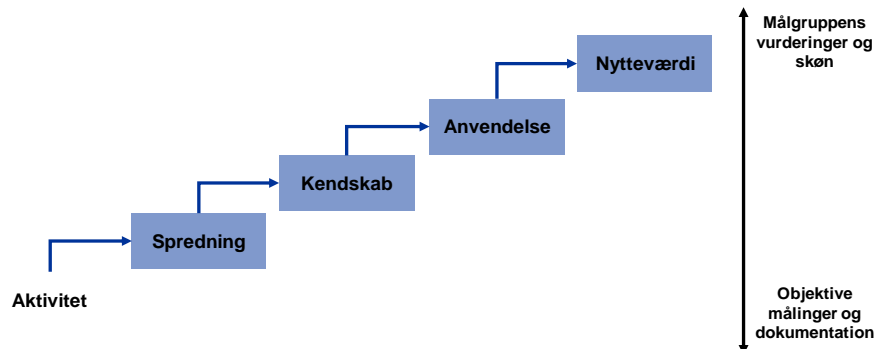 Målgruppens
vurderinger og
skøn
Nytteværdi
Anvendelse
Kendskab
Spredning
Aktivitet
Objektive
målinger og
dokumentation